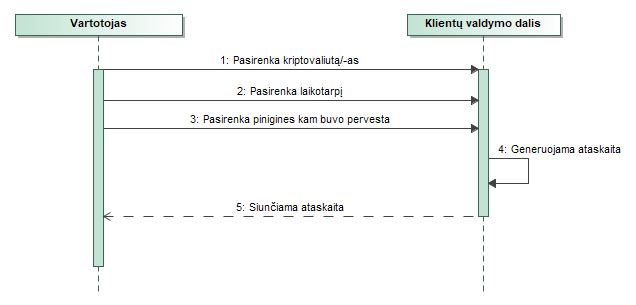 Vartotojas
Klientų valdymo dalis
1: Pasirenka kriptovaliutą/-as
2: Pasirenka laikotarpį
3: Pasirenka pinigines kam buvo pervesta
4: Generuojama ataskaita
5: Siunčiama ataskaita